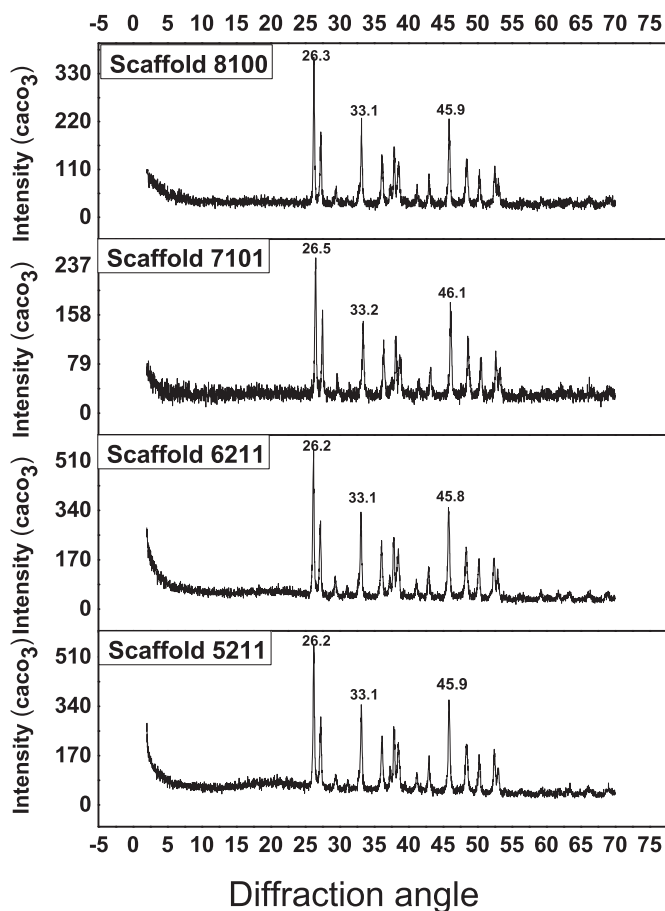 -5 0 5 10 15 20 25 30 35 40 45 50 55 60 65 70 75
Scaffold 8100
26.3
33.1
45.9
330
220
110
0
Intensity (caco3)
Scaffold 7101
26.5
33.2
46.1
237
158
79
0
Intensity (caco3)
Scaffold 6211
26.2
33.1
45.8
510
340
170
0
Intensity (caco3)
Scaffold 5211
26.2
33.1
45.9
510
340
170
0
Intensity (caco3)
-5 0 5 10 15 20 25 30 35 40 45 50 55 60 65 70 75
Diffraction angle